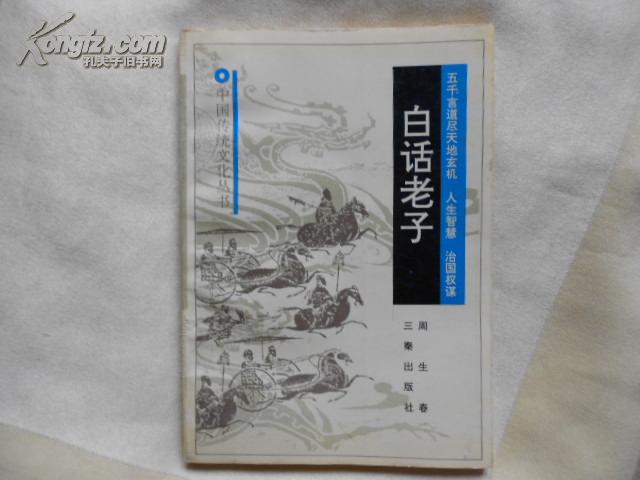 Kongfz.com
孔夫子旧书网
中国传统文化丛书
五千言道尽天地玄机 人生智慧 治国权谋
白话老子
周生春
三秦出版社